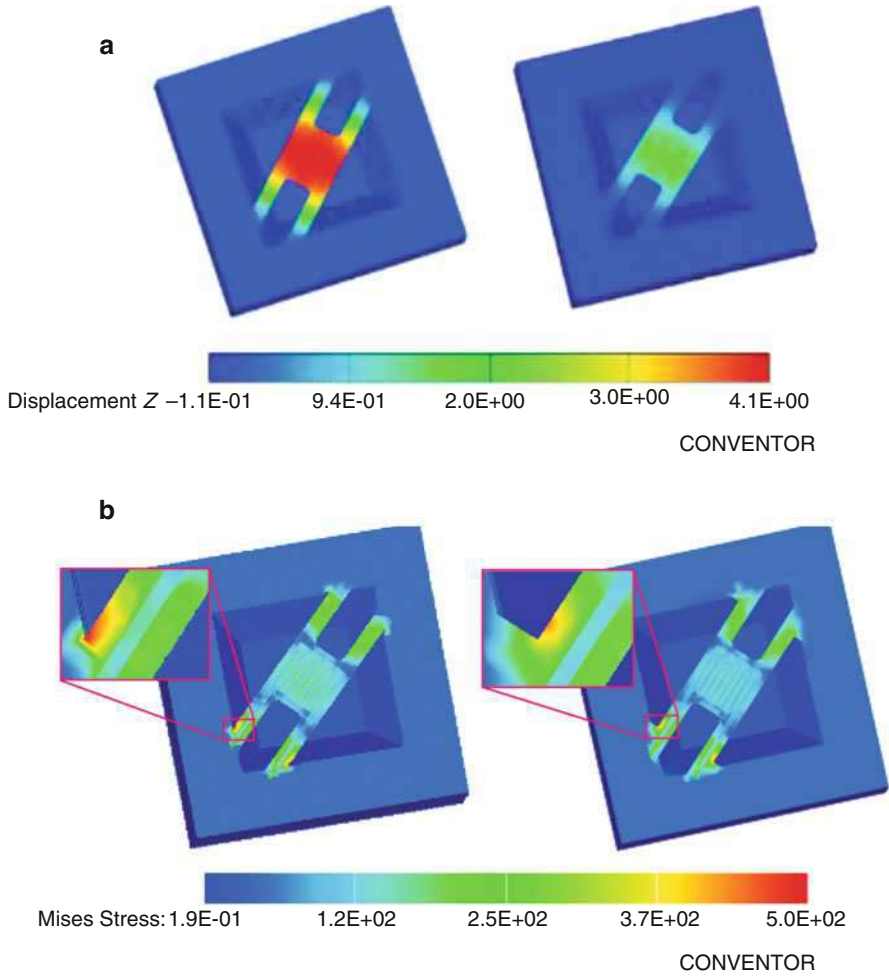 a
Displacement Z –1.1E-01 9.4E-01 2.0E+00 3.0E+00 4.1E+00
CONVENTOR
b
Mises Stress: 1.9E-01 1.2E+02 2.5E+02 3.7E+02 5.0E+02
CONVENTOR